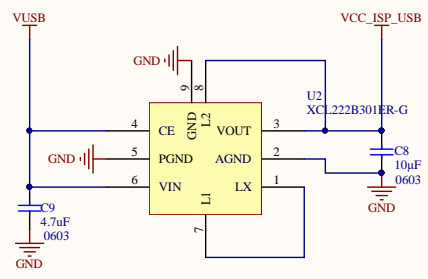 VUSB
VCC_ISP_USB
GND
9
8
GND
L2
U2
XCL222B301ER-G
4
CE
VOUT
3
GND
5
PGND
AGND
2
6
VIN
LX
1
C8
10µF
0603
L1
7
C9
4.7uF
0603
GND
GND